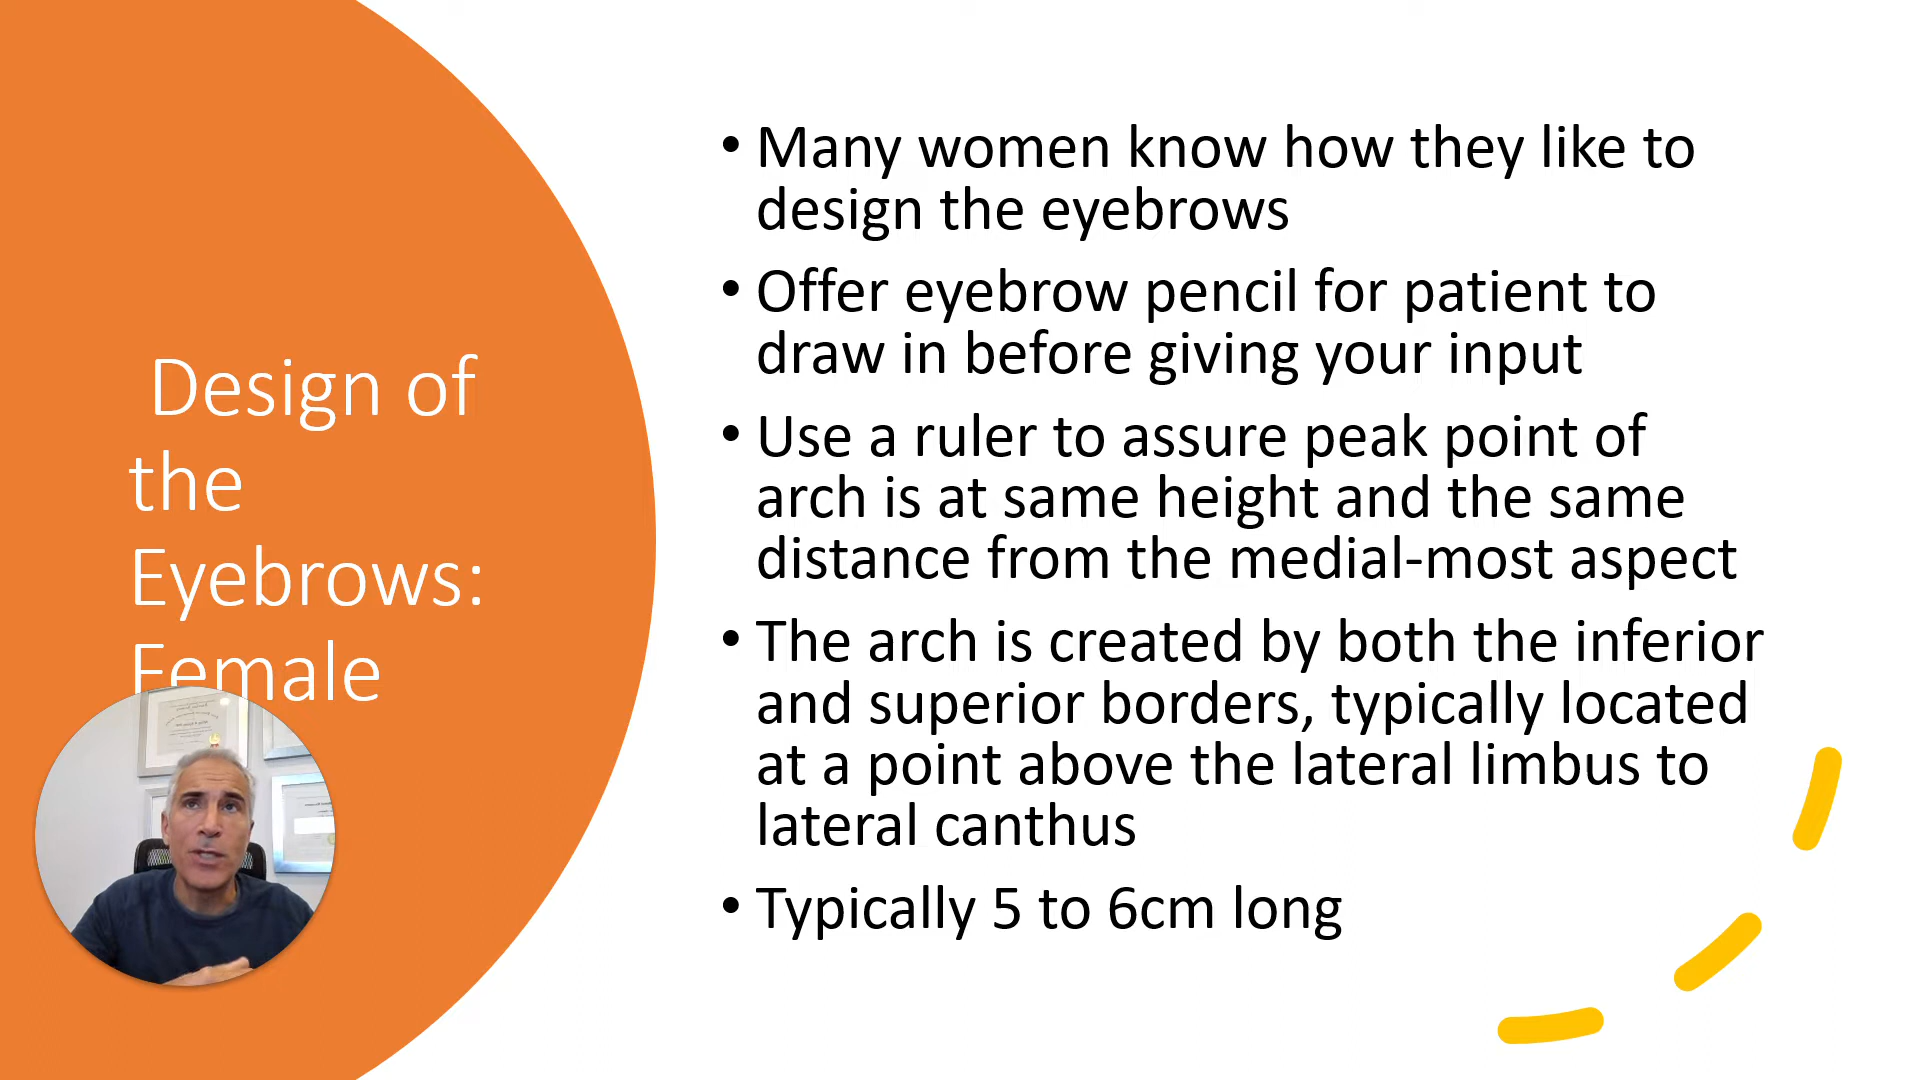 Design of
the
Eyebrows:
Female
• Many women know how they like to
design the eyebrows
• Offer eyebrow pencil for patient to
draw in before giving your input
• Use a ruler to assure peak point of
arch is at same height and the same
distance from the medial-most aspect
• The arch is created by both the inferior
and superior borders, typically located
at a point above the lateral limbus to
lateral canthus
• Typically 5 to 6cm long